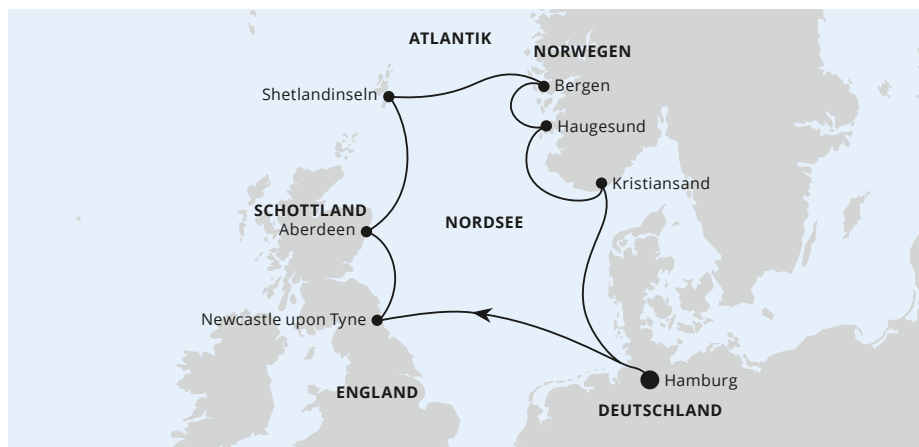 ATLANTIK
NORWEGEN
Bergen
Shetlandinseln
Haugesund
Kristiansand
SCHOTTLAND
Aberdeen
NORDSEE
Newcastle upon Tyne
Hamburg
ENGLAND
DEUTSCHLAND